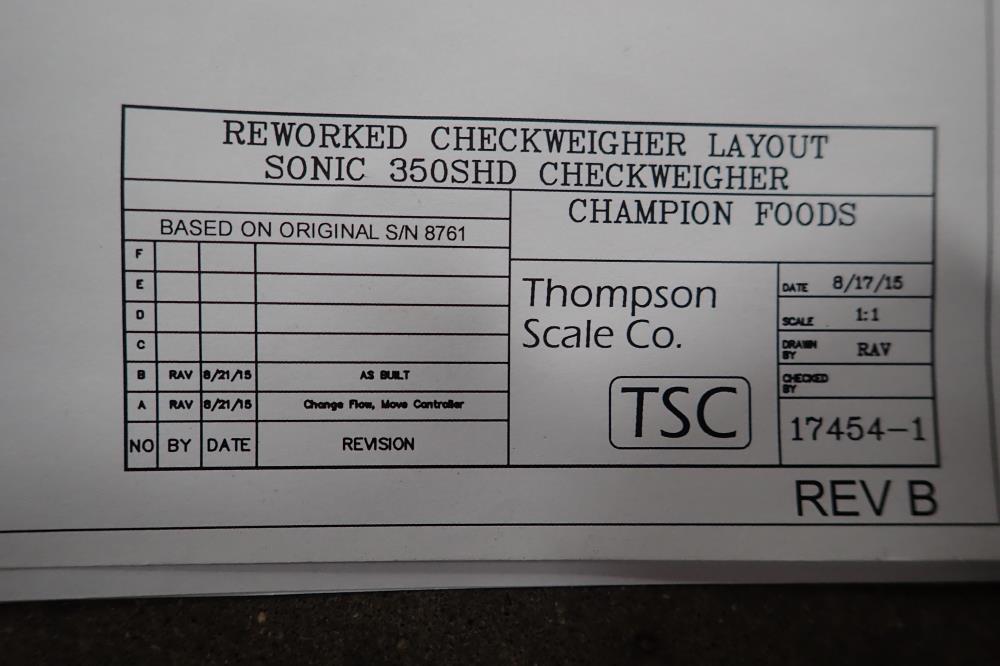 REWORKED CHECKWEIGHER LAYOUT
SONIC 350SHD CHECKWEIGHER
CHAMPION FOODS
BASED ON ORIGINAL S/N 8761
F
E
D
C
B RAV 8/21/15 AS BUILT
A RAV 8/21/15 Change Flow, Move Controller
NO BY DATE REVISION
Thompson
Scale Co.
TSC
DATE 8/17/15
SCALE 1:1
DRAWN
BY RAV
CHECKED
BY
17454-1
REV B